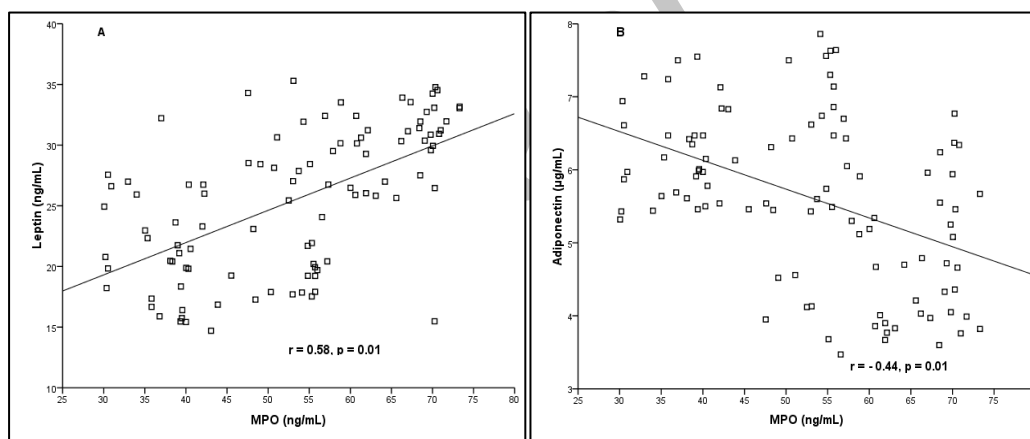 A
Leptin (ng/mL)
40
35
30
25
20
15
10
25 30 35 40 45 50 55 60 65 70 75 80
MPO (ng/mL)
r = 0.58, p = 0.01
B
Adiponectin (µg/mL)
8
7
6
5
4
3
25 30 35 40 45 50 55 60 65 70 75
MPO (ng/mL)
r = - 0.44, p = 0.01